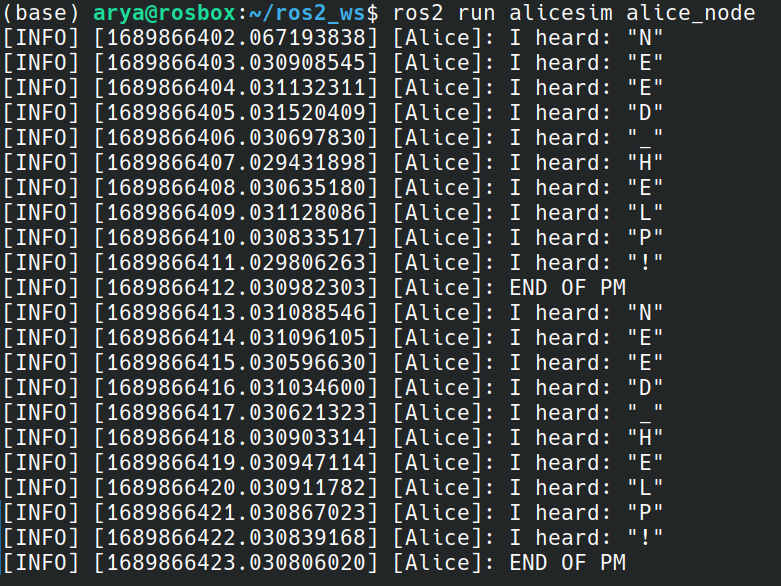 (base) arya@rosbox:~/ros2_ws$ ros2 run alicesim alice_node
[INFO] [1689866402.067193838] [Alice]: I heard: "N"
[INFO] [1689866403.030908545] [Alice]: I heard: "E"
[INFO] [1689866404.031132311] [Alice]: I heard: "E"
[INFO] [1689866405.031520409] [Alice]: I heard: "D"
[INFO] [1689866406.030697830] [Alice]: I heard: "_"
[INFO] [1689866407.029431898] [Alice]: I heard: "H"
[INFO] [1689866408.030635180] [Alice]: I heard: "E"
[INFO] [1689866409.031128086] [Alice]: I heard: "L"
[INFO] [1689866410.030833517] [Alice]: I heard: "P"
[INFO] [1689866411.029806263] [Alice]: I heard: "!"
[INFO] [1689866412.030982303] [Alice]: END OF PM
[INFO] [1689866413.031088546] [Alice]: I heard: "N"
[INFO] [1689866414.031096105] [Alice]: I heard: "E"
[INFO] [1689866415.030596630] [Alice]: I heard: "E"
[INFO] [1689866416.031034600] [Alice]: I heard: "D"
[INFO] [1689866417.030621323] [Alice]: I heard: "_"
[INFO] [1689866418.030903314] [Alice]: I heard: "H"
[INFO] [1689866419.030947114] [Alice]: I heard: "E"
[INFO] [1689866420.030911782] [Alice]: I heard: "L"
[INFO] [1689866421.030867023] [Alice]: I heard: "P"
[INFO] [1689866422.030839168] [Alice]: I heard: "!"
[INFO] [1689866423.030806020] [Alice]: END OF PM